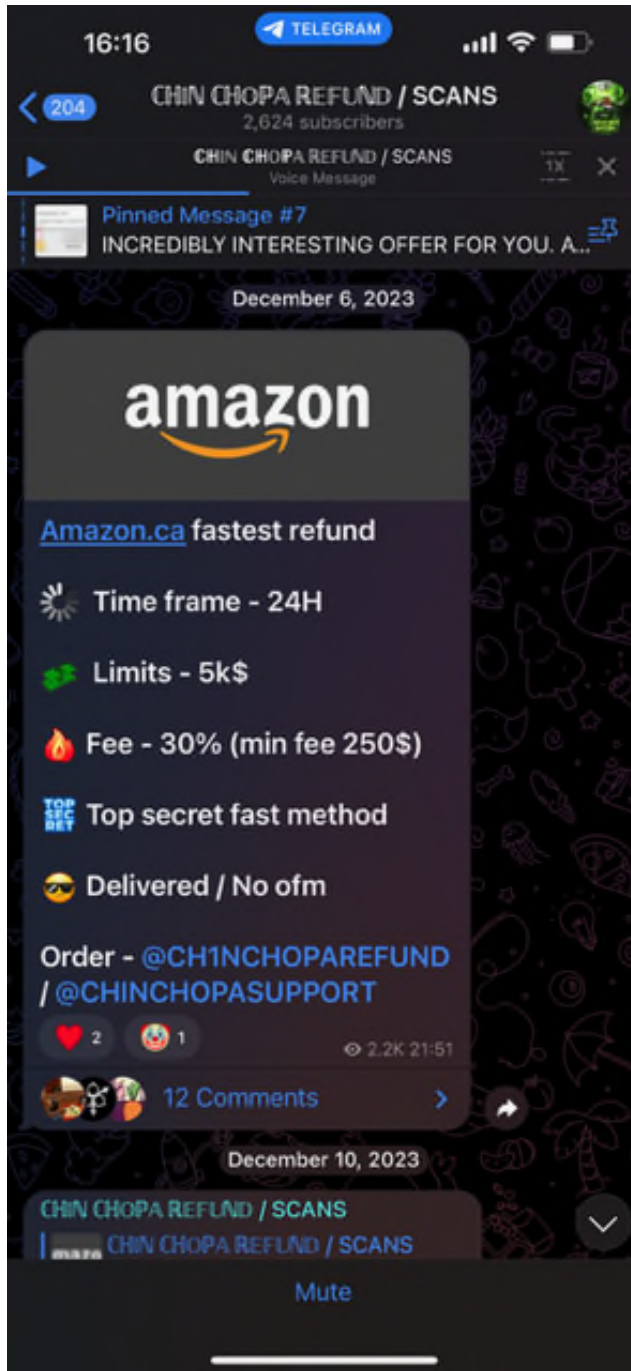 16:16
TELEGRAM
204
CHIN CHOPA REFUND / SCANS
2,624 subscribers
CHIN CHOPA REFUND / SCANS
1X
Voice Message
Pinned Message #7
INCREDIBLY INTERESTING OFFER FOR YOU. A...
December 6, 2023
amazon
Amazon.ca fastest refund
Time frame - 24H
Limits - 5k$
Fee - 30% (min fee 250$)
TOP SECRET
Top secret fast method
Delivered / No ofm
Order - @CH1NCHOPAREFUND
/ @CHINCHOPASUPPORT
2
1
2.2K 21:51
12 Comments
December 10, 2023
CHIN CHOPA REFUND / SCANS
CHIN CHOPA REFUND / SCANS
Mute